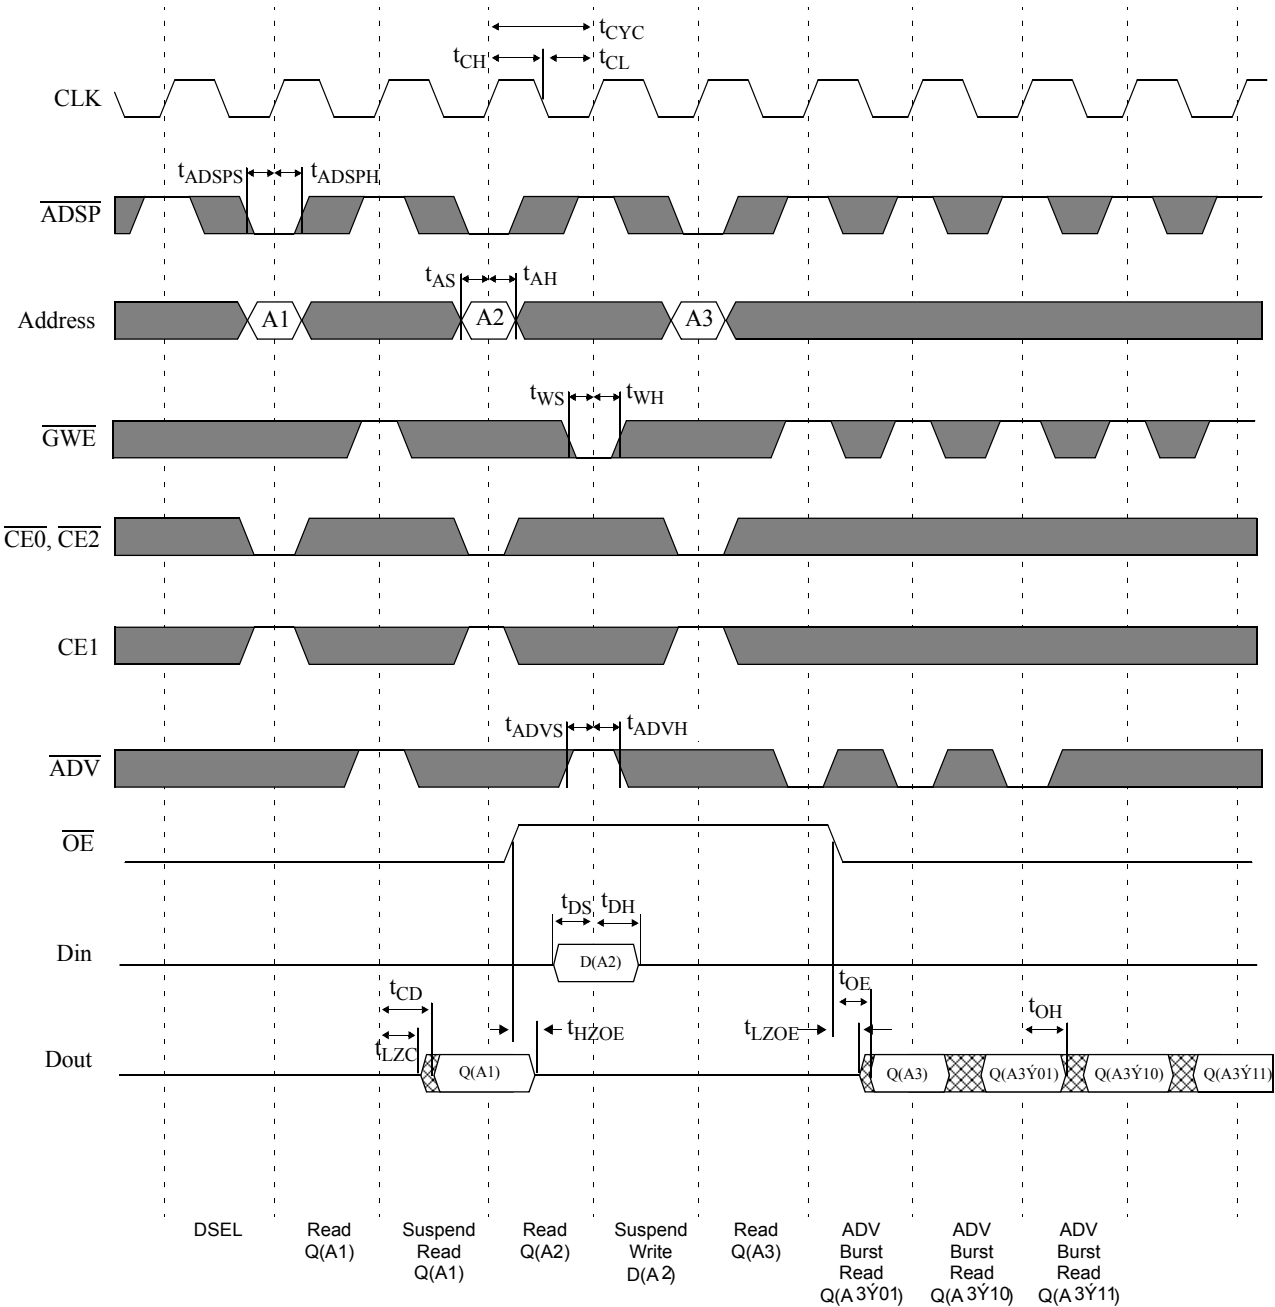 tCYC
tCH
tCL
CLK
tADSPS
tADSPH
ADSP
tAS
tAH
Address
A1
A2
A3
tWS
tWH
GWE
CE0, CE2
CE1
tADVS
tADVH
ADV
OE
tDS
tDH
Din
D(A2)
tCD
tOE
tOH
tLZC
tHZOE
tLZOE
Dout
Q(A1)
Q(A3)
Q(A3Ý01)
Q(A3Ý10)
Q(A3Ý11)
DSEL
Read
Q(A1)
Suspend
Read
Q(A1)
Read
Q(A2)
Suspend
Write
D(A2)
Read
Q(A3)
ADV
Burst
Read
Q(A3Ý01)
ADV
Burst
Read
Q(A3Ý10)
ADV
Burst
Read
Q(A3Ý11)